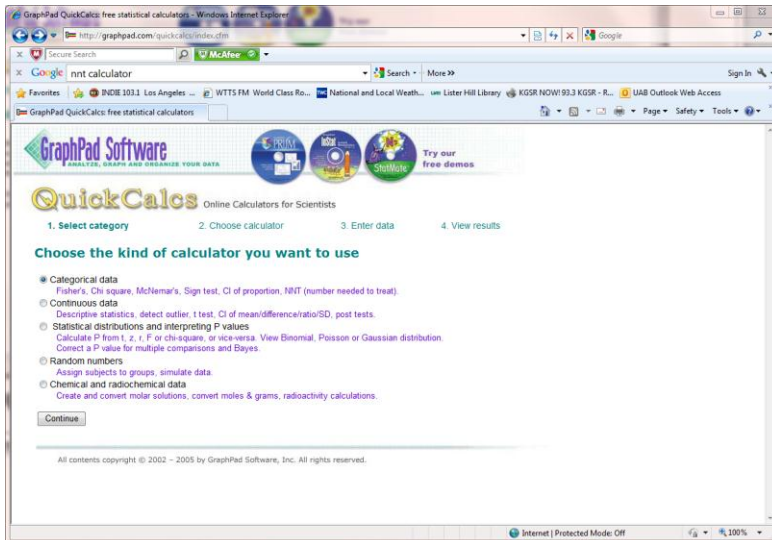 GraphPad QuickCalcs: free statistical calculators - Windows Internet Explorer
http://graphpad.com/quickcalcs/index.cfm
Google
Secure Search
McAfee
Google nnt calculator Search More >> Sign In
Favorites INDIE 103.1 Los Angeles ... WTTS FM World Class Ro... National and Local Weath... Lister Hill Library KGSR NOW! 93.3 KGSR - R... UAB Outlook Web Access
GraphPad QuickCalcs: free statistical calculators
Page Safety Tools
GraphPad Software
ANALYZE, GRAPH AND ORGANIZE YOUR DATA
PRISM
InStat
StatMate
Try our
free demos
QuickCalcs Online Calculators for Scientists
1. Select category 2. Choose calculator 3. Enter data 4. View results
Choose the kind of calculator you want to use
Categorical data
Fisher's, Chi square, McNemar's, Sign test, CI of proportion, NNT (number needed to treat).
Continuous data
Descriptive statistics, detect outlier, t test, CI of mean/difference/ratio/SD, post tests.
Statistical distributions and interpreting P values
Calculate P from t, z, r, F or chi-square, or vice-versa. View Binomial, Poisson or Gaussian distribution.
Correct a P value for multiple comparisons and Bayes.
Random numbers
Assign subjects to groups, simulate data.
Chemical and radiochemical data
Create and convert molar solutions, convert moles & grams, radioactivity calculations.
Continue
All contents copyright © 2002 – 2005 by GraphPad Software, Inc. All rights reserved.
Internet | Protected Mode: Off 100%